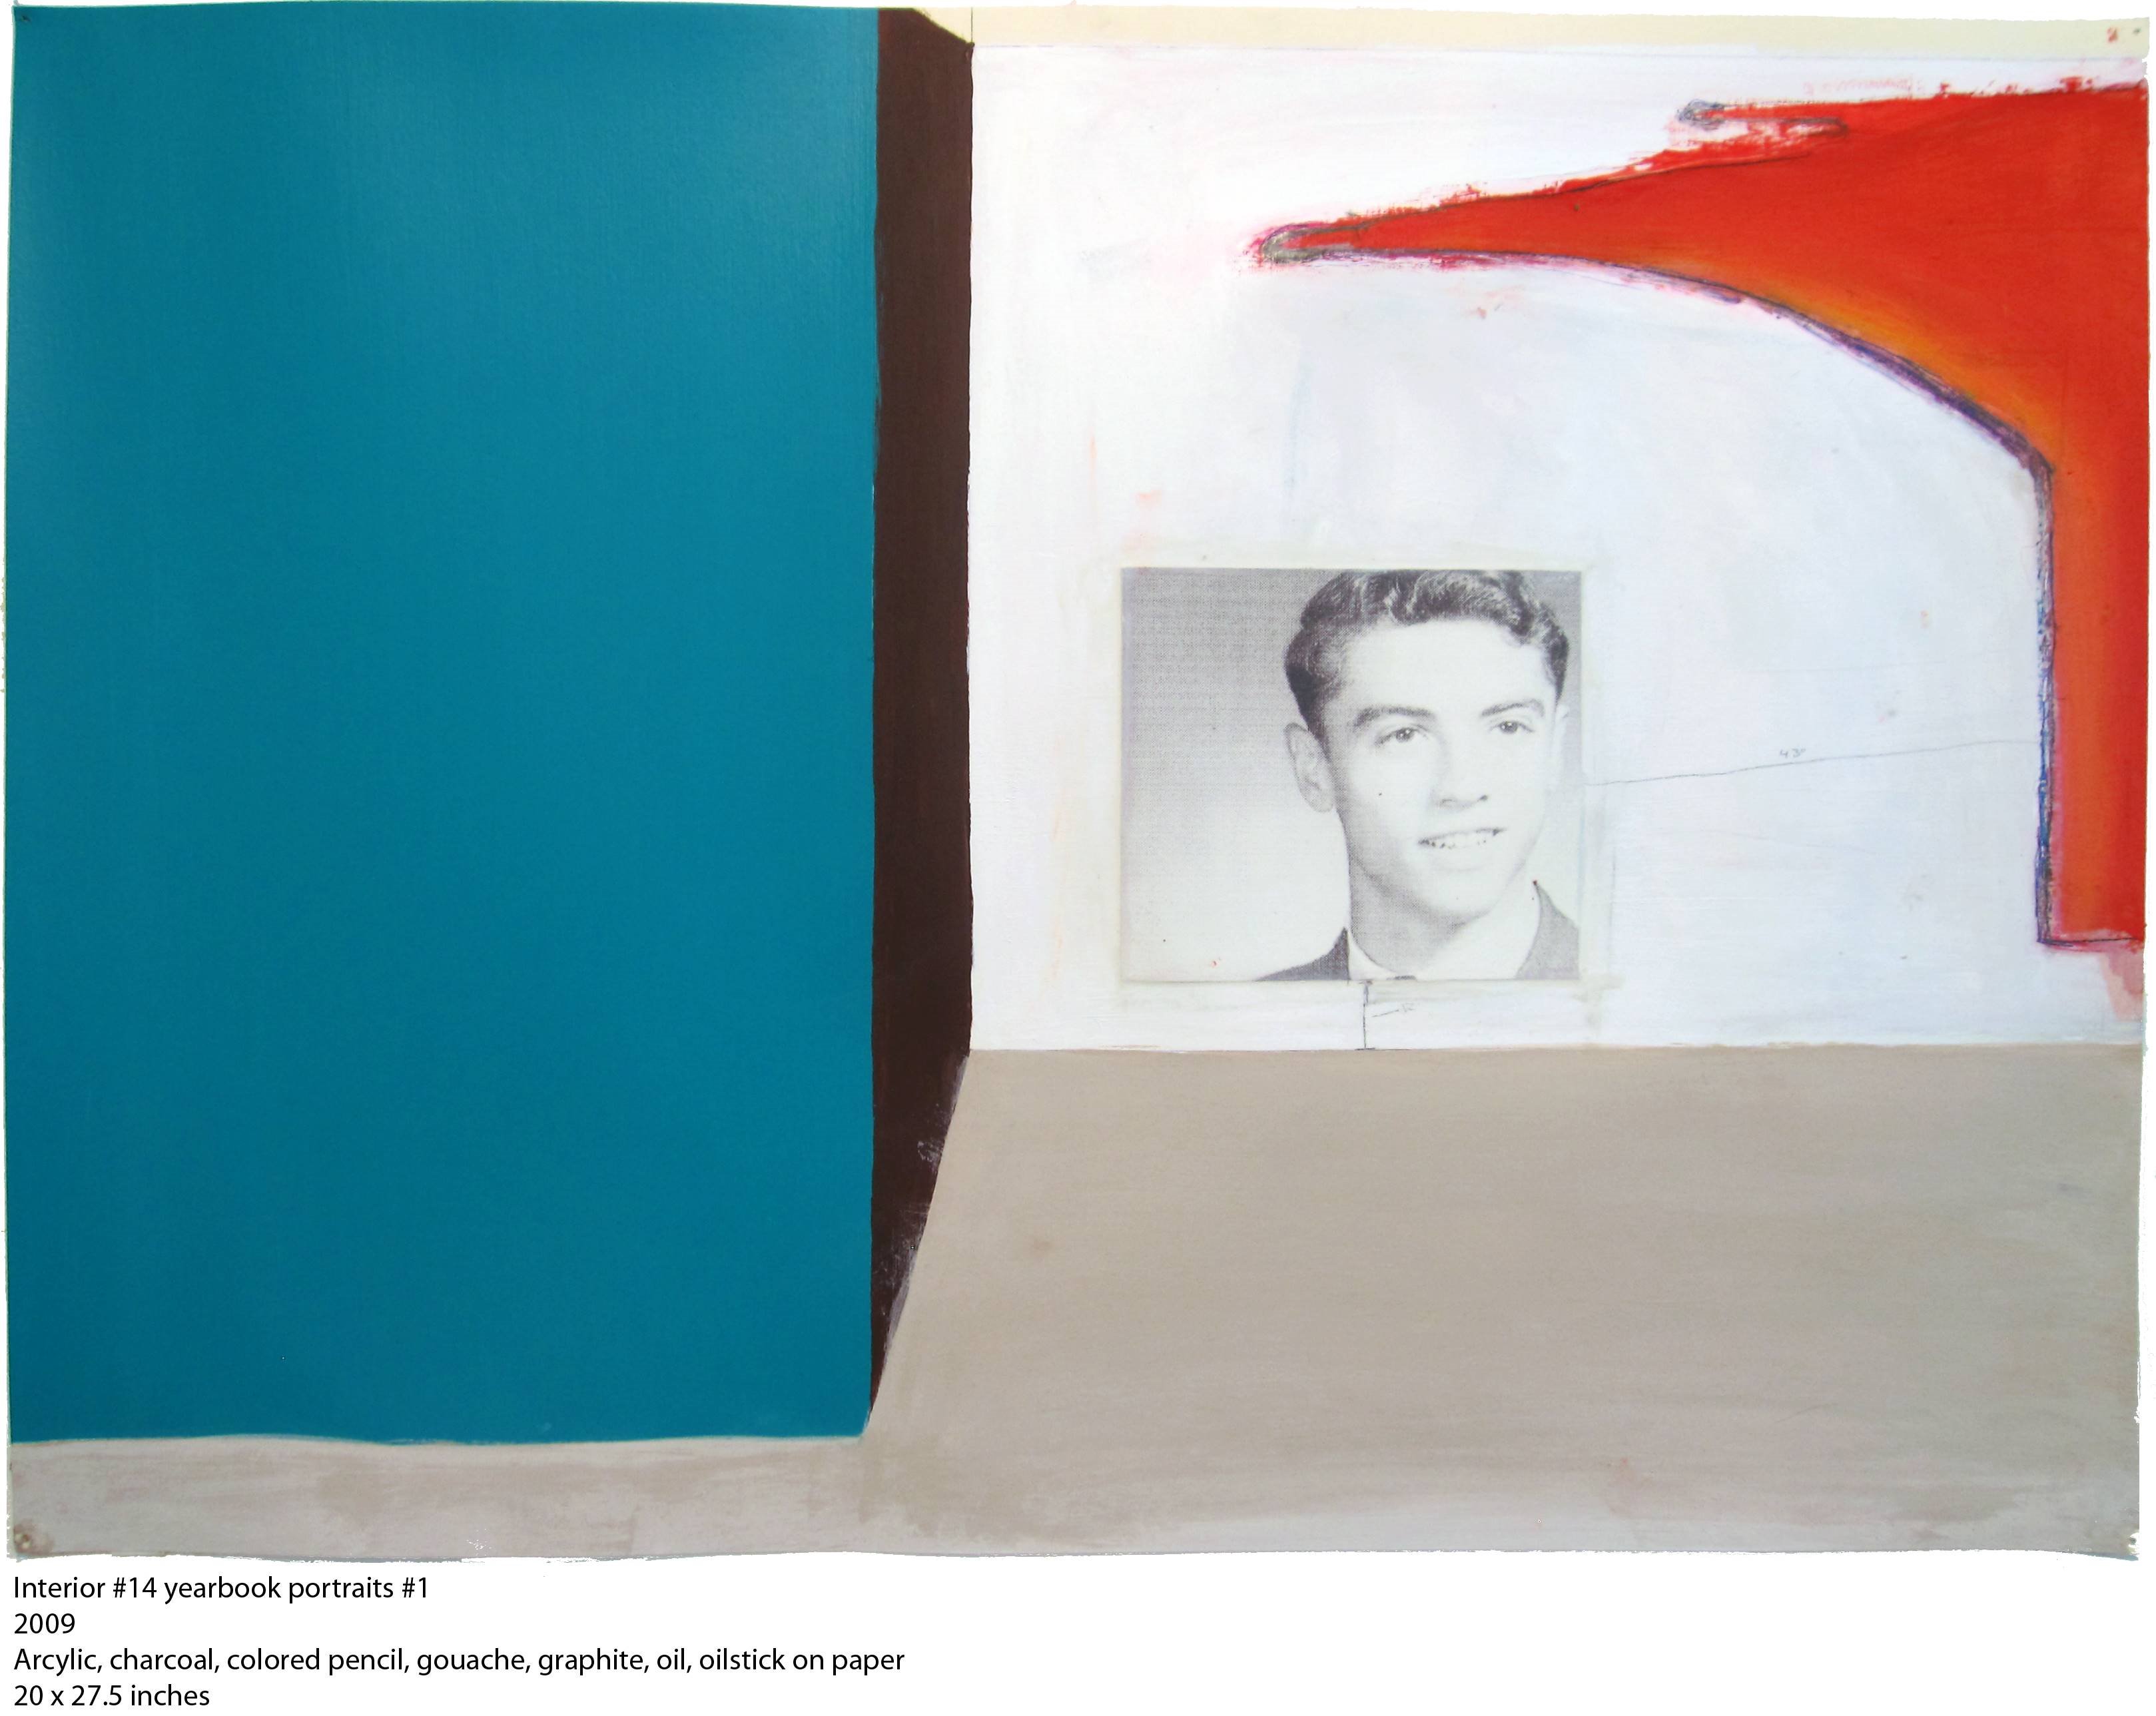 Interior #14 yearbook portraits #1
2009
Arcylic, charcoal, colored pencil, gouache, graphite, oil, oilstick on paper
20 x 27.5 inches